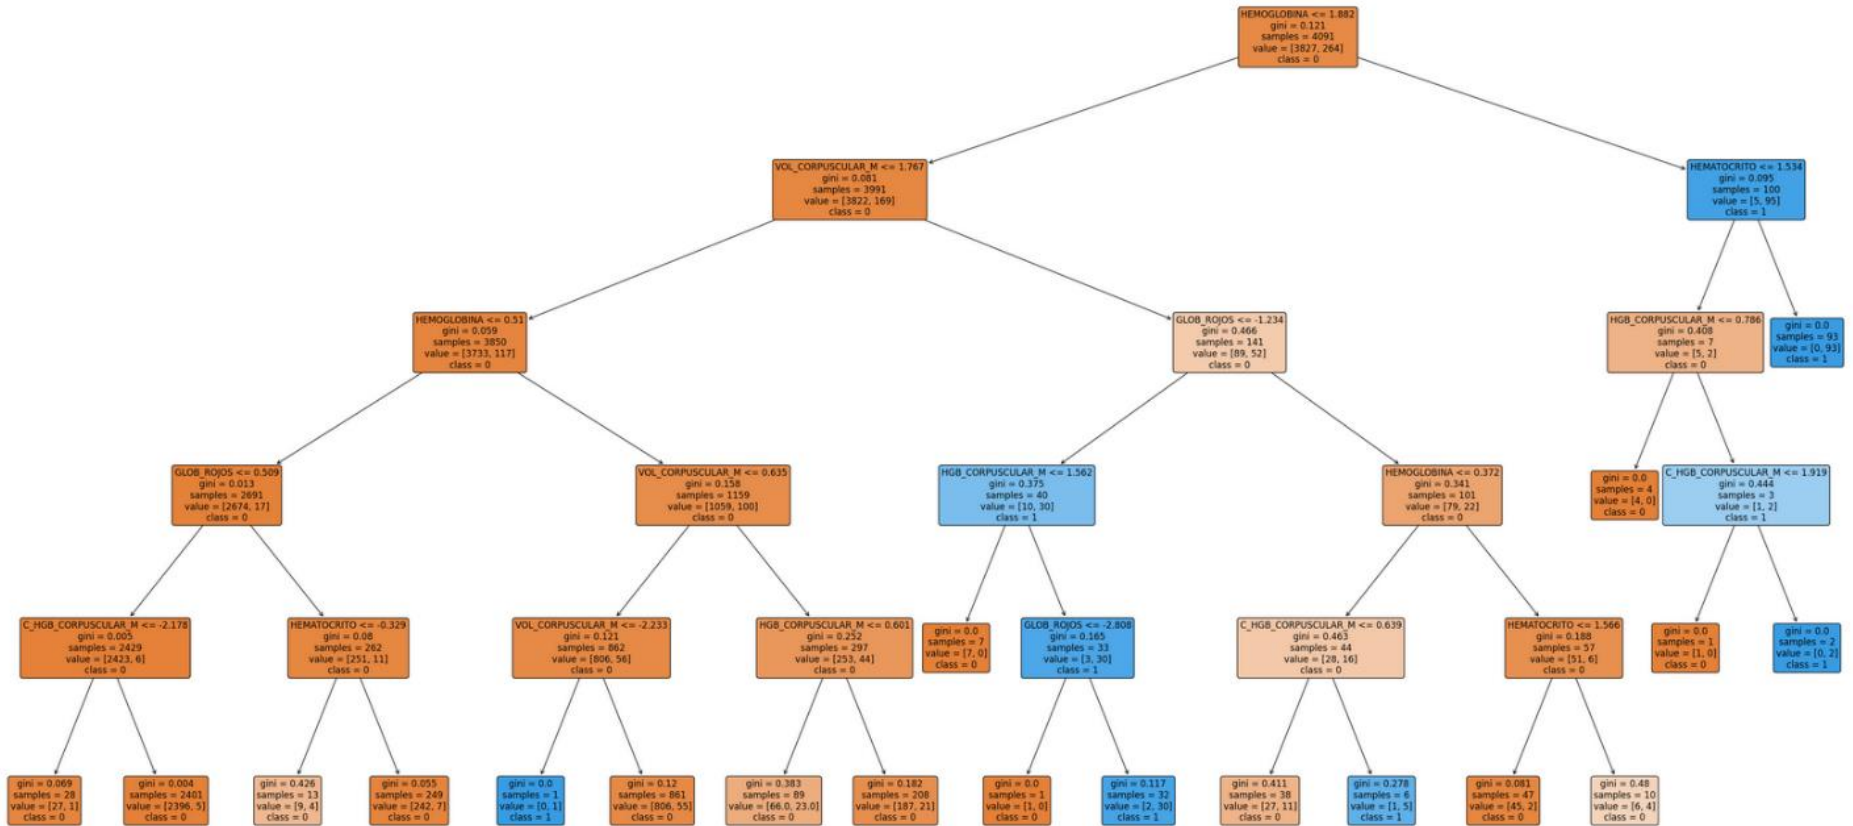 HEMOGLOBINA <= 1.882
gini = 0.121
samples = 4091
value = [3827, 264]
class = 0
VOL_CORPUSCULAR_M <= 1.767
gini = 0.081
samples = 3991
value = [3822, 169]
class = 0
HEMATOCRITO <= 1.534
gini = 0.095
samples = 100
value = [5, 95]
class = 1
HEMOGLOBINA <= 0.51
gini = 0.059
samples = 3850
value = [3733, 117]
class = 0
GLOB_ROJOS <= -1.234
gini = 0.466
samples = 141
value = [89, 52]
class = 0
HGB_CORPUSCULAR_M <= 0.786
gini = 0.408
samples = 7
value = [5, 2]
class = 0
gini = 0.0
samples = 93
value = [0, 93]
class = 1
GLOB_ROJOS <= 0.509
gini = 0.013
samples = 2691
value = [2674, 17]
class = 0
VOL_CORPUSCULAR_M <= 0.635
gini = 0.158
samples = 1159
value = [1059, 100]
class = 0
HGB_CORPUSCULAR_M <= 1.562
gini = 0.375
samples = 40
value = [10, 30]
class = 1
HEMOGLOBINA <= 0.372
gini = 0.341
samples = 101
value = [79, 22]
class = 0
gini = 0.0
samples = 4
value = [4, 0]
class = 0
C_HGB_CORPUSCULAR_M <= 1.919
gini = 0.444
samples = 3
value = [1, 2]
class = 1
C_HGB_CORPUSCULAR_M <= -2.178
gini = 0.005
samples = 2429
value = [2423, 6]
class = 0
HEMATOCRITO <= -0.329
gini = 0.08
samples = 262
value = [251, 11]
class = 0
VOL_CORPUSCULAR_M <= -2.233
gini = 0.121
samples = 862
value = [806, 56]
class = 0
HGB_CORPUSCULAR_M <= 0.601
gini = 0.252
samples = 297
value = [253, 44]
class = 0
gini = 0.0
samples = 7
value = [7, 0]
class = 0
GLOB_ROJOS <= -2.808
gini = 0.165
samples = 33
value = [3, 30]
class = 1
C_HGB_CORPUSCULAR_M <= 0.639
gini = 0.463
samples = 44
value = [28, 16]
class = 0
HEMATOCRITO <= 1.566
gini = 0.188
samples = 57
value = [51, 6]
class = 0
gini = 0.0
samples = 1
value = [1, 0]
class = 0
gini = 0.0
samples = 2
value = [0, 2]
class = 1
gini = 0.069
samples = 28
value = [27, 1]
class = 0
gini = 0.004
samples = 2401
value = [2396, 5]
class = 0
gini = 0.426
samples = 13
value = [9, 4]
class = 0
gini = 0.055
samples = 249
value = [242, 7]
class = 0
gini = 0.0
samples = 1
value = [0, 1]
class = 1
gini = 0.12
samples = 861
value = [806, 55]
class = 0
gini = 0.383
samples = 89
value = [66.0, 23.0]
class = 0
gini = 0.182
samples = 208
value = [187, 21]
class = 0
gini = 0.0
samples = 1
value = [1, 0]
class = 0
gini = 0.117
samples = 32
value = [2, 30]
class = 1
gini = 0.411
samples = 38
value = [27, 11]
class = 0
gini = 0.278
samples = 6
value = [1, 5]
class = 1
gini = 0.081
samples = 47
value = [45, 2]
class = 0
gini = 0.48
samples = 10
value = [6, 4]
class = 0